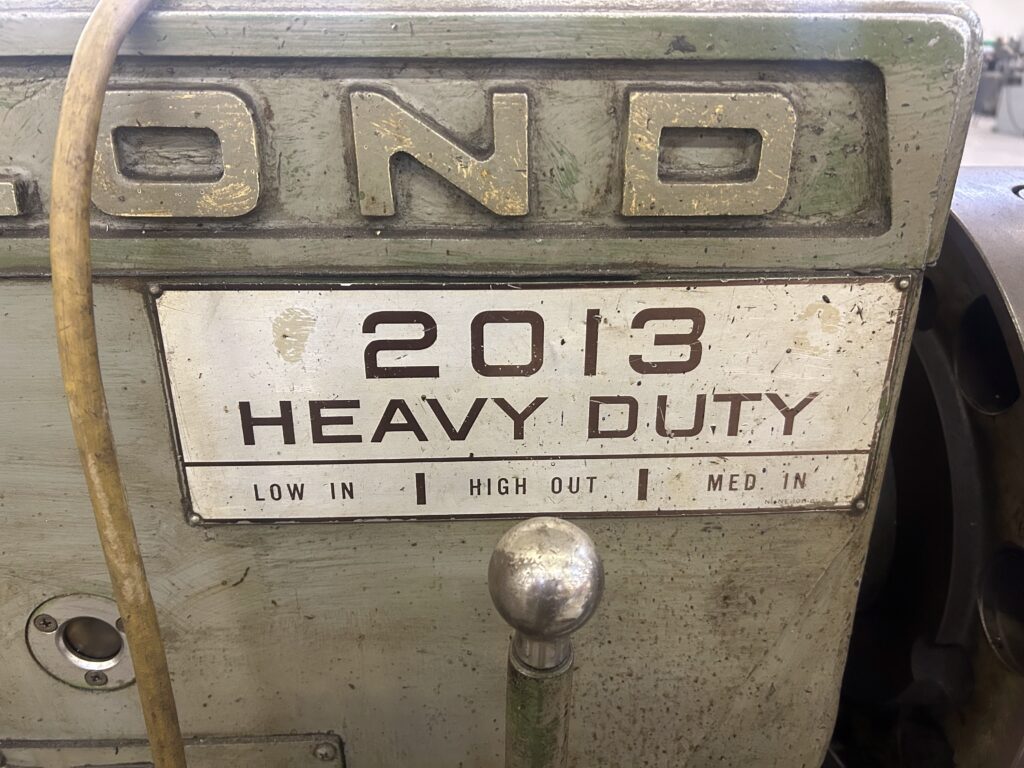 LOND
2013
HEAVY DUTY
LOW IN | HIGH OUT | MED. IN